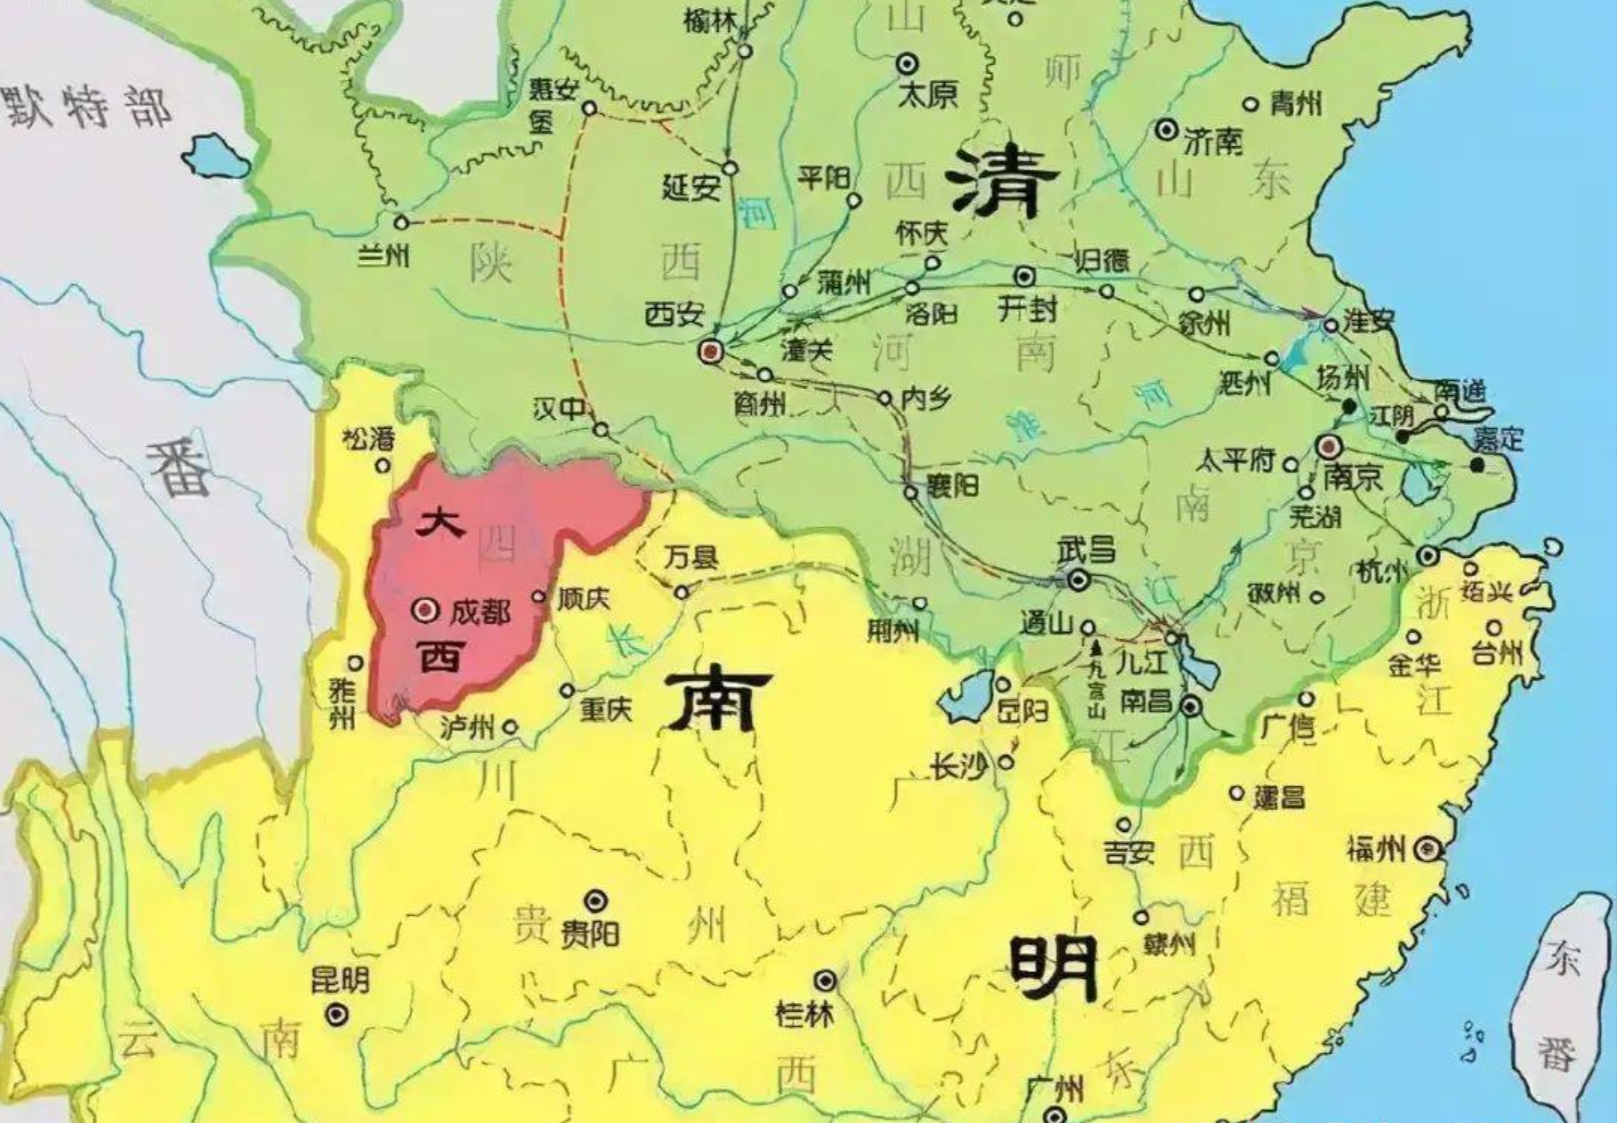 榆林
山
太原
师
青州
济南
惠安
堡
默特部
延安
平阳
西
清
山
东
河
兰州
陕
西
怀庆
归德
蒲州
洛阳
开封
徐州
淮安
西安
潼关
河
南
商州
内乡
泗州
扬州
南通
江阴
嘉定
汉中
淮
河
松潘
番
襄阳
太平府
南京
芜湖
南
京
大
四
万县
湖
武昌
杭州
浙
绍兴
成都
顺庆
长
江
荆州
通山
徽州
西
九江
金华
台州
雅州
重庆
南
岳阳
九宫山
南昌
广信
江
泸州
川
长沙
广
江
建昌
吉安
西
福州
福
建
贵
贵阳
州
赣州
昆明
桂林
明
东
番
云
南
广
西
广州
东